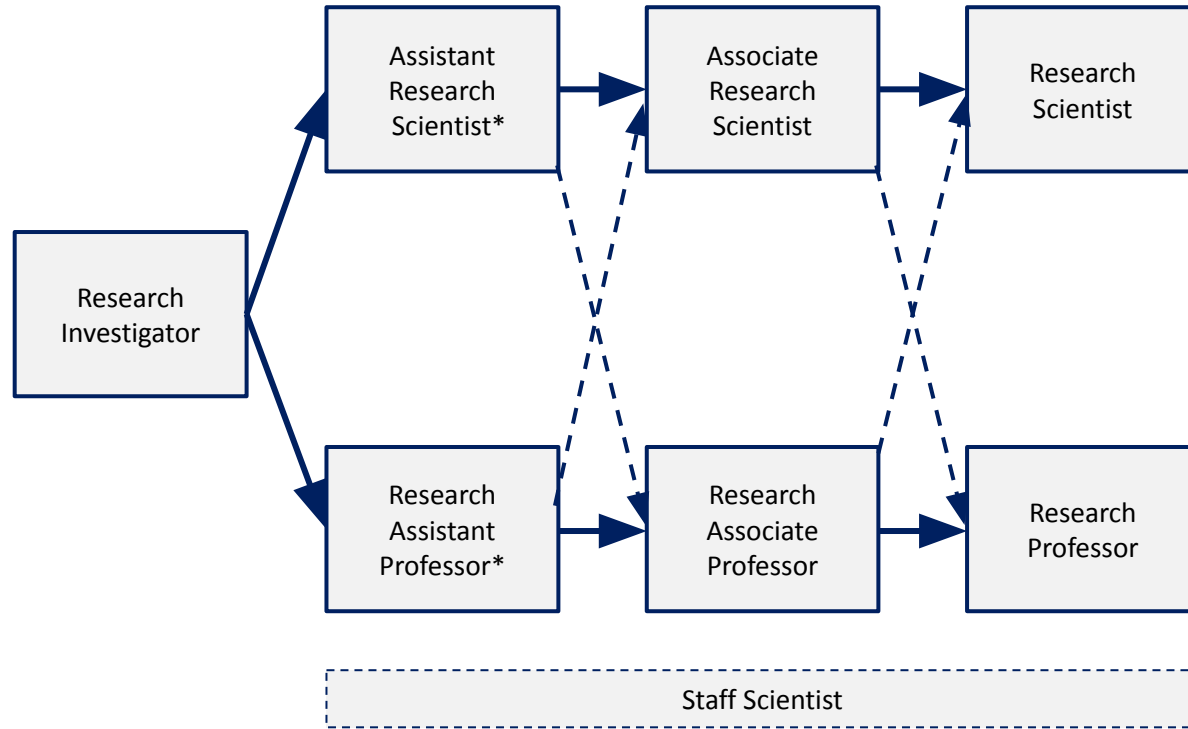 Assistant
Research
Scientist*
Associate
Research
Scientist
Research
Scientist
Research
Investigator
Research
Assistant
Professor*
Research
Associate
Professor
Research
Professor
Staff Scientist